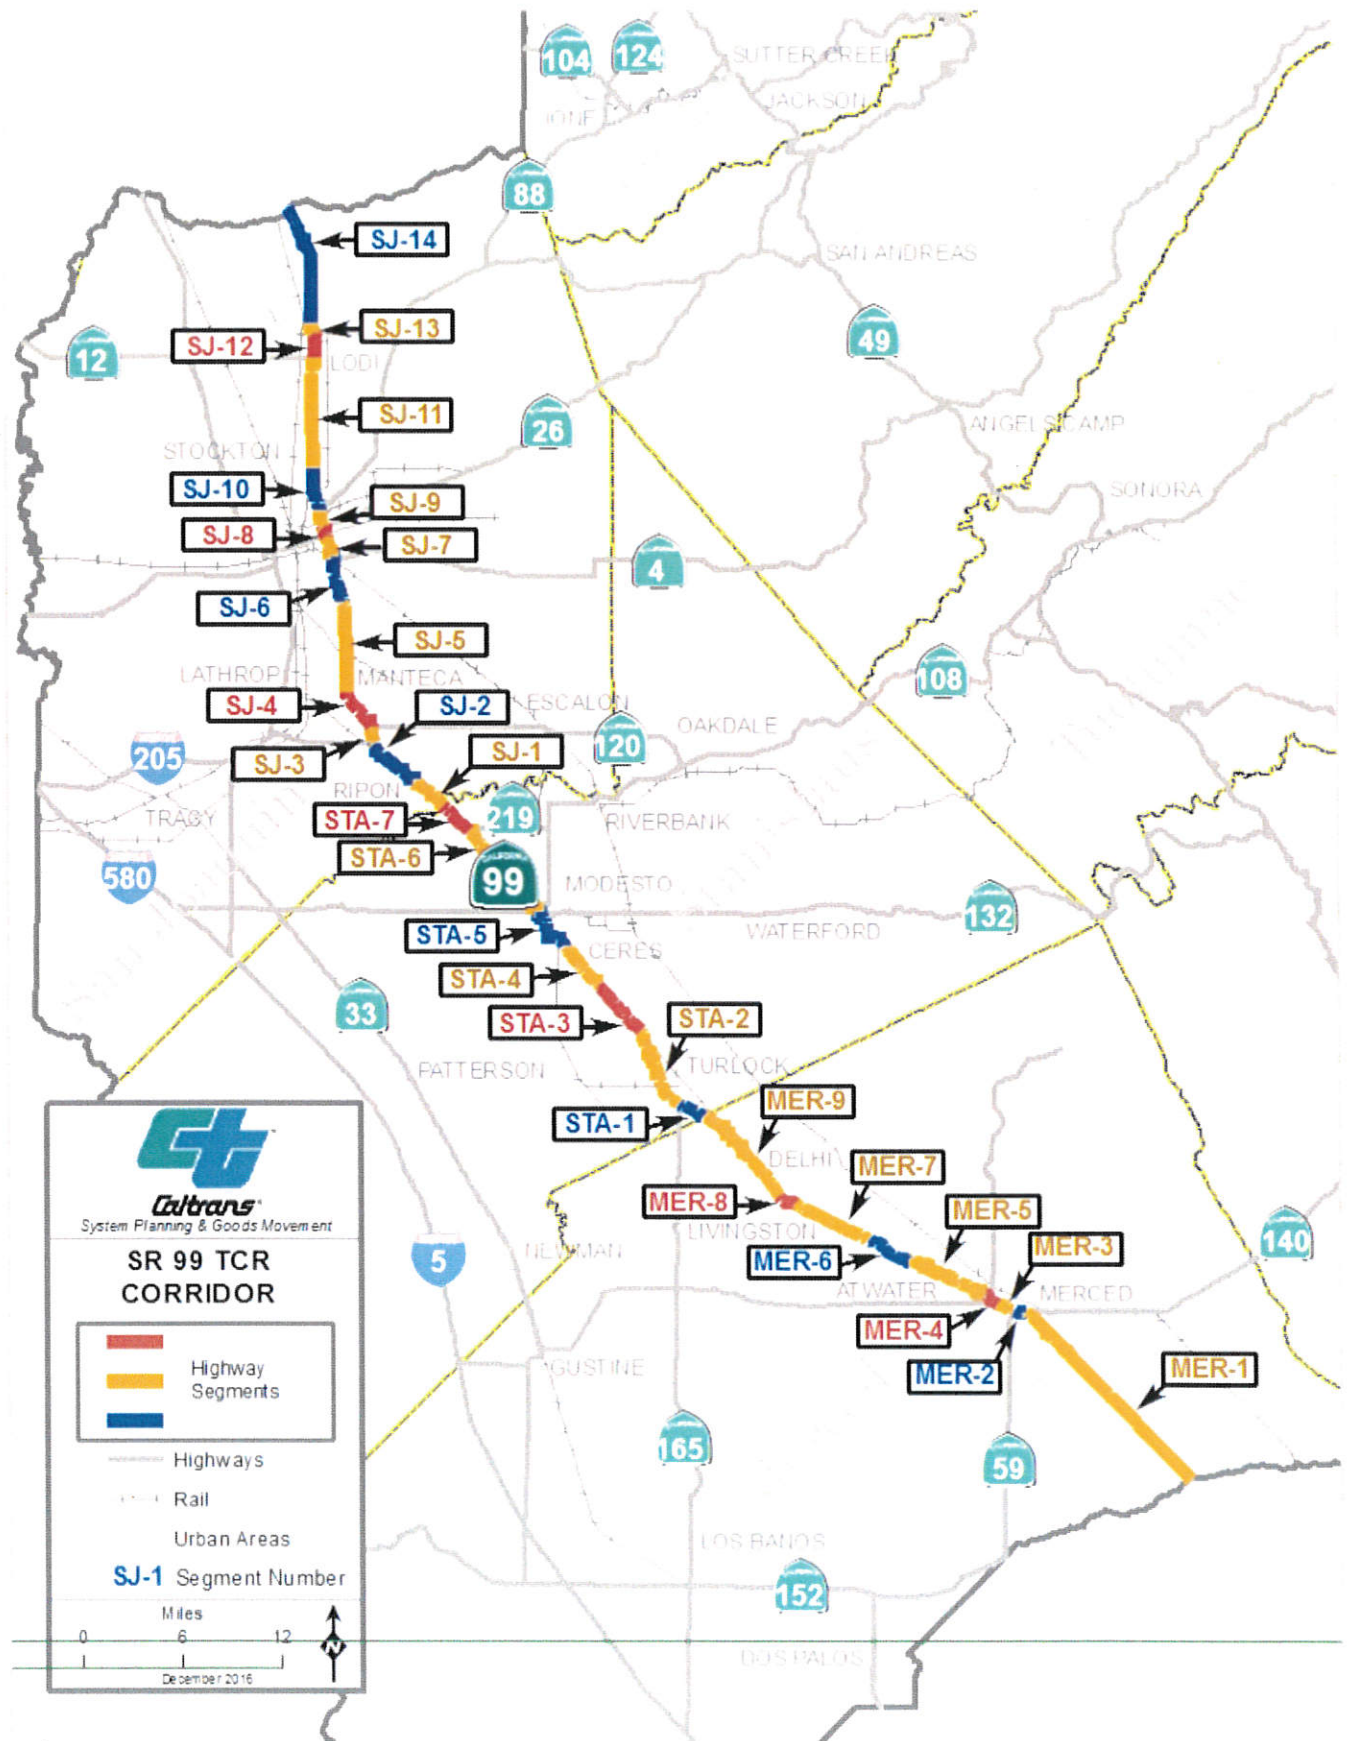 104
124
SUTTER CREEK
JACKSON
IONE
88
SJ-14
SAN ANDREAS
SJ-13
49
SJ-12
12
LODI
SJ-11
26
ANGELS CAMP
STOCKTON
SJ-10
SONORA
SJ-9
SJ-8
SJ-7
4
SJ-6
SJ-5
LATHROP
MANTECA
108
SJ-4
SJ-2
ESCALON
OAKDALE
120
205
SJ-3
SJ-1
RIPON
219
TRACY
STA-7
RIVERBANK
STA-6
580
CALIFORNIA
99
MODESTO
132
STA-5
WATERFORD
CERES
STA-4
33
STA-3
STA-2
PATTERSON
TURLOCK
MER-9
STA-1
DELHI
MER-7
MER-8
MER-5
LIVINGSTON
140
MER-3
NEWMAN
5
MER-6
ATWATER
MERCED
MER-4
GUSTINE
MER-2
MER-1
165
59
LOS BANOS
152
DOS PALOS
Caltrans
System Planning & Goods Movement
SR 99 TCR
CORRIDOR
Highway
Segments
Highways
Rail
Urban Areas
SJ-1 Segment Number
Miles
0 6 12
N
December 2016